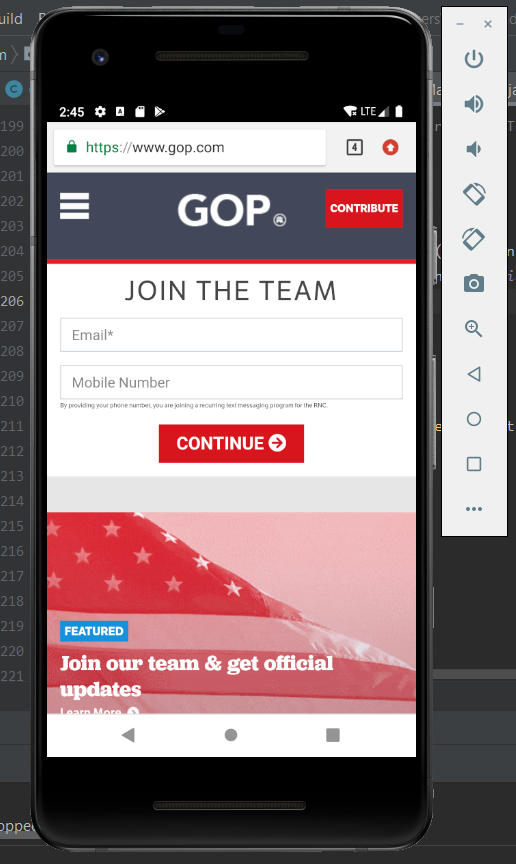 uild
2:45
LTE
https://www.gop.com
4
GOP
CONTRIBUTE
JOIN THE TEAM
Email*
Mobile Number
By providing your phone number, you are joining a recurring text messaging program for the RNC.
CONTINUE
FEATURED
Join our team & get official
updates
Learn More
199
200
201
202
203
204
205
206
207
208
209
210
211
212
213
214
215
216
217
218
219
220
221
oppe